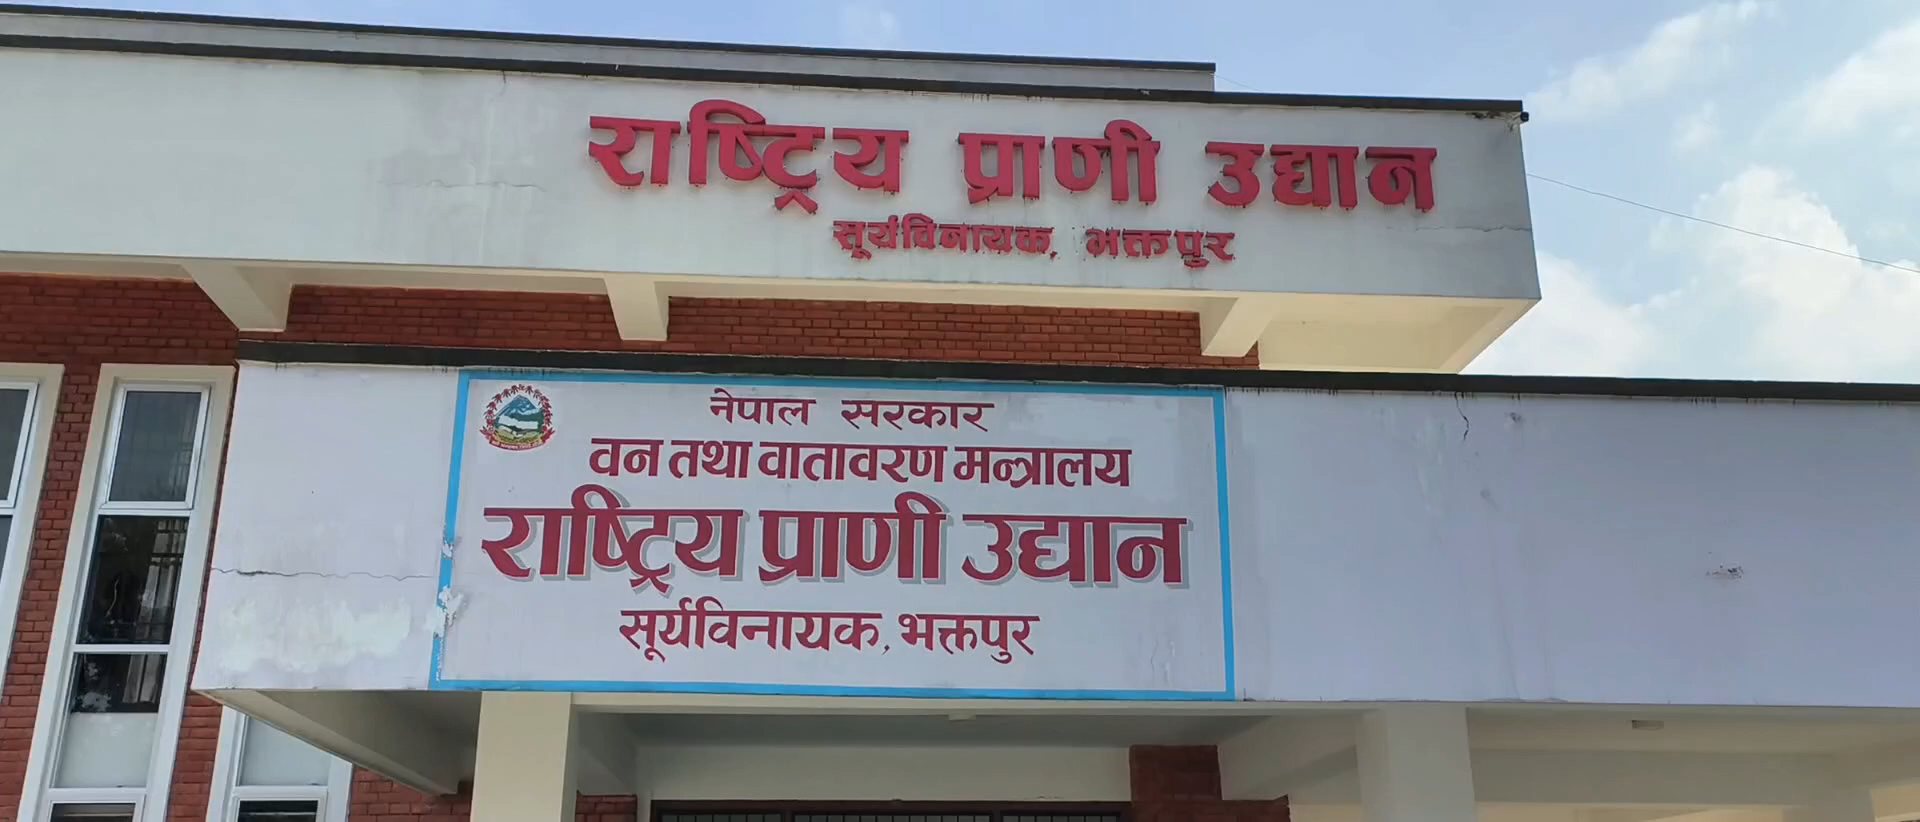 राष्ट्रिय प्राणी उद्यान
सूर्यविनायक, भक्तपुर
नेपाल सरकार
वन तथा वातावरण मन्त्रालय
राष्ट्रिय प्राणी उद्यान
सूर्यविनायक, भक्तपुर